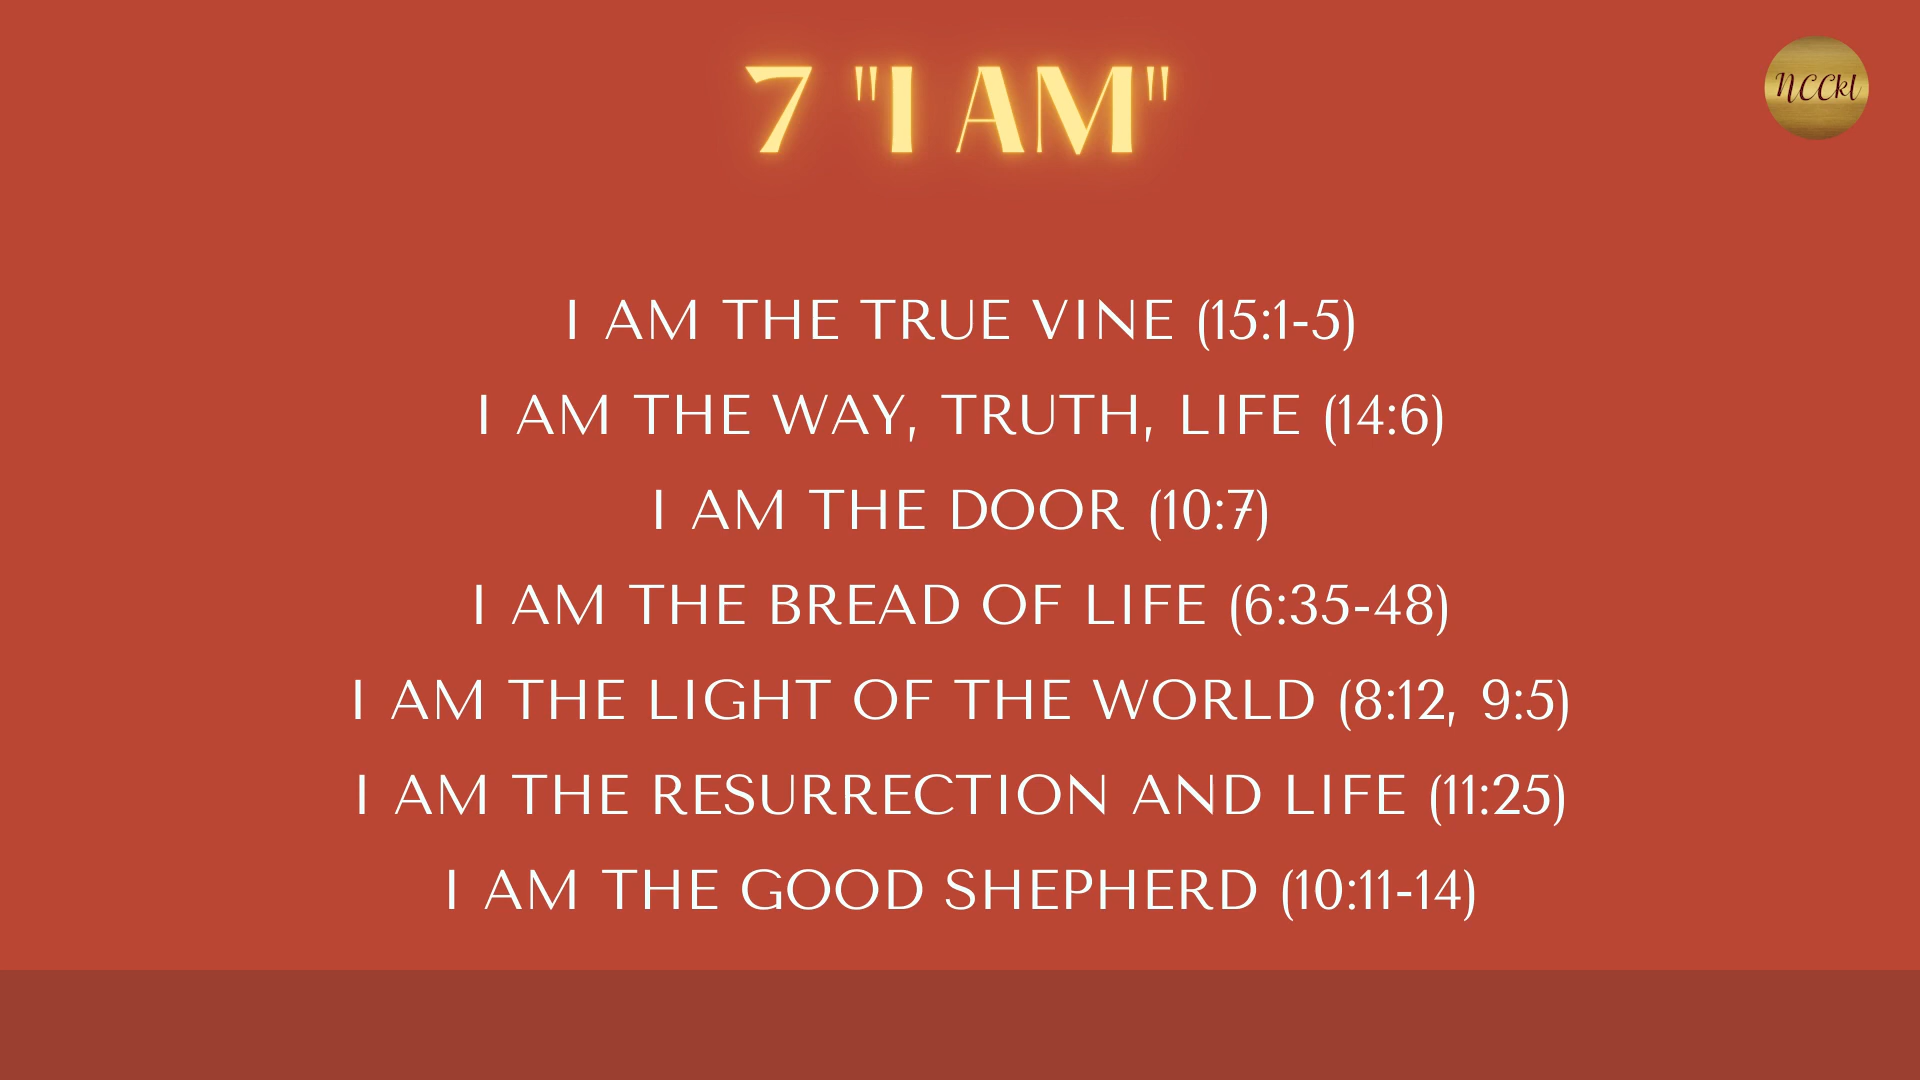 7 "I AM"
NCCkl
I AM THE TRUE VINE (15:1-5)
I AM THE WAY, TRUTH, LIFE (14:6)
I AM THE DOOR (10:7)
I AM THE BREAD OF LIFE (6:35-48)
I AM THE LIGHT OF THE WORLD (8:12, 9:5)
I AM THE RESURRECTION AND LIFE (11:25)
I AM THE GOOD SHEPHERD (10:11-14)